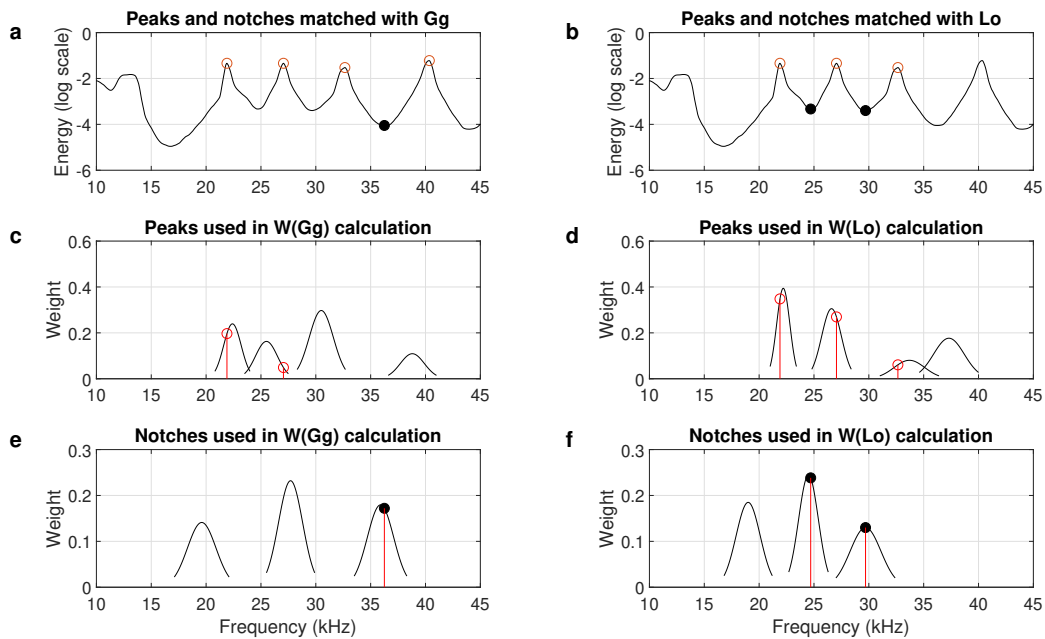 a
Peaks and notches matched with Gg
Energy (log scale)
0
-2
-4
-6
10 15 20 25 30 35 40 45
b
Peaks and notches matched with Lo
Energy (log scale)
0
-2
-4
-6
10 15 20 25 30 35 40 45
c
Peaks used in W(Gg) calculation
Weight
0.6
0.4
0.2
0
10 15 20 25 30 35 40 45
d
Peaks used in W(Lo) calculation
Weight
0.6
0.4
0.2
0
10 15 20 25 30 35 40 45
e
Notches used in W(Gg) calculation
Weight
0.3
0.2
0.1
0
10 15 20 25 30 35 40 45
Frequency (kHz)
f
Notches used in W(Lo) calculation
Weight
0.3
0.2
0.1
0
10 15 20 25 30 35 40 45
Frequency (kHz)